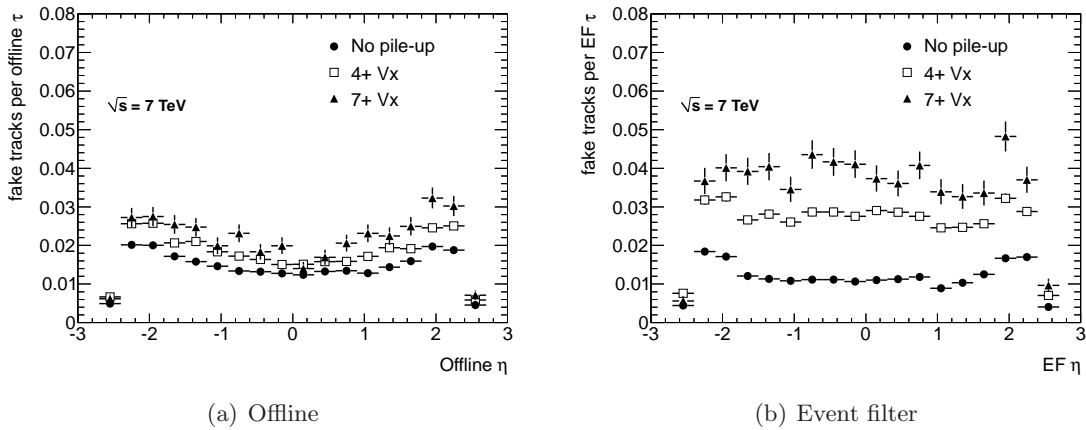 fake tracks per offline τ
0.08
0.07
0.06
0.05
0.04
0.03
0.02
0.01
0
No pile-up
4+ Vx
7+ Vx
√s = 7 TeV
-3 -2 -1 0 1 2 3
Offline η
(a) Offline
fake tracks per EF τ
0.08
0.07
0.06
0.05
0.04
0.03
0.02
0.01
0
No pile-up
4+ Vx
7+ Vx
√s = 7 TeV
-3 -2 -1 0 1 2 3
EF η
(b) Event filter